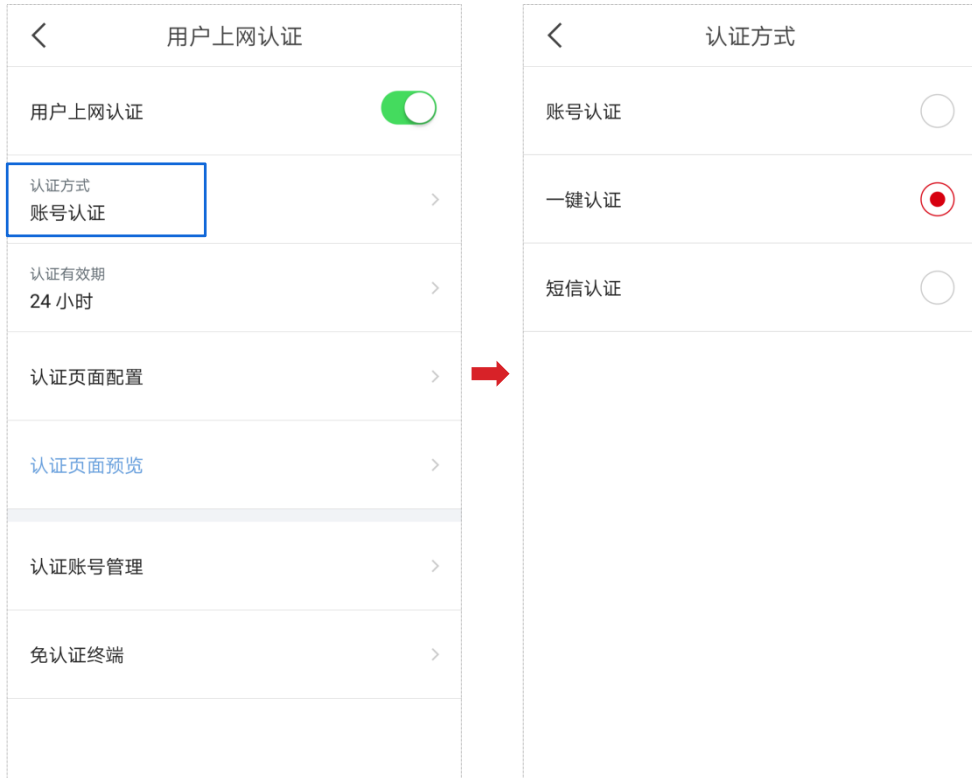 用户上网认证
用户上网认证
认证方式
账号认证
认证有效期
24 小时
认证页面配置
认证页面预览
认证账号管理
免认证终端
认证方式
账号认证
一键认证
短信认证